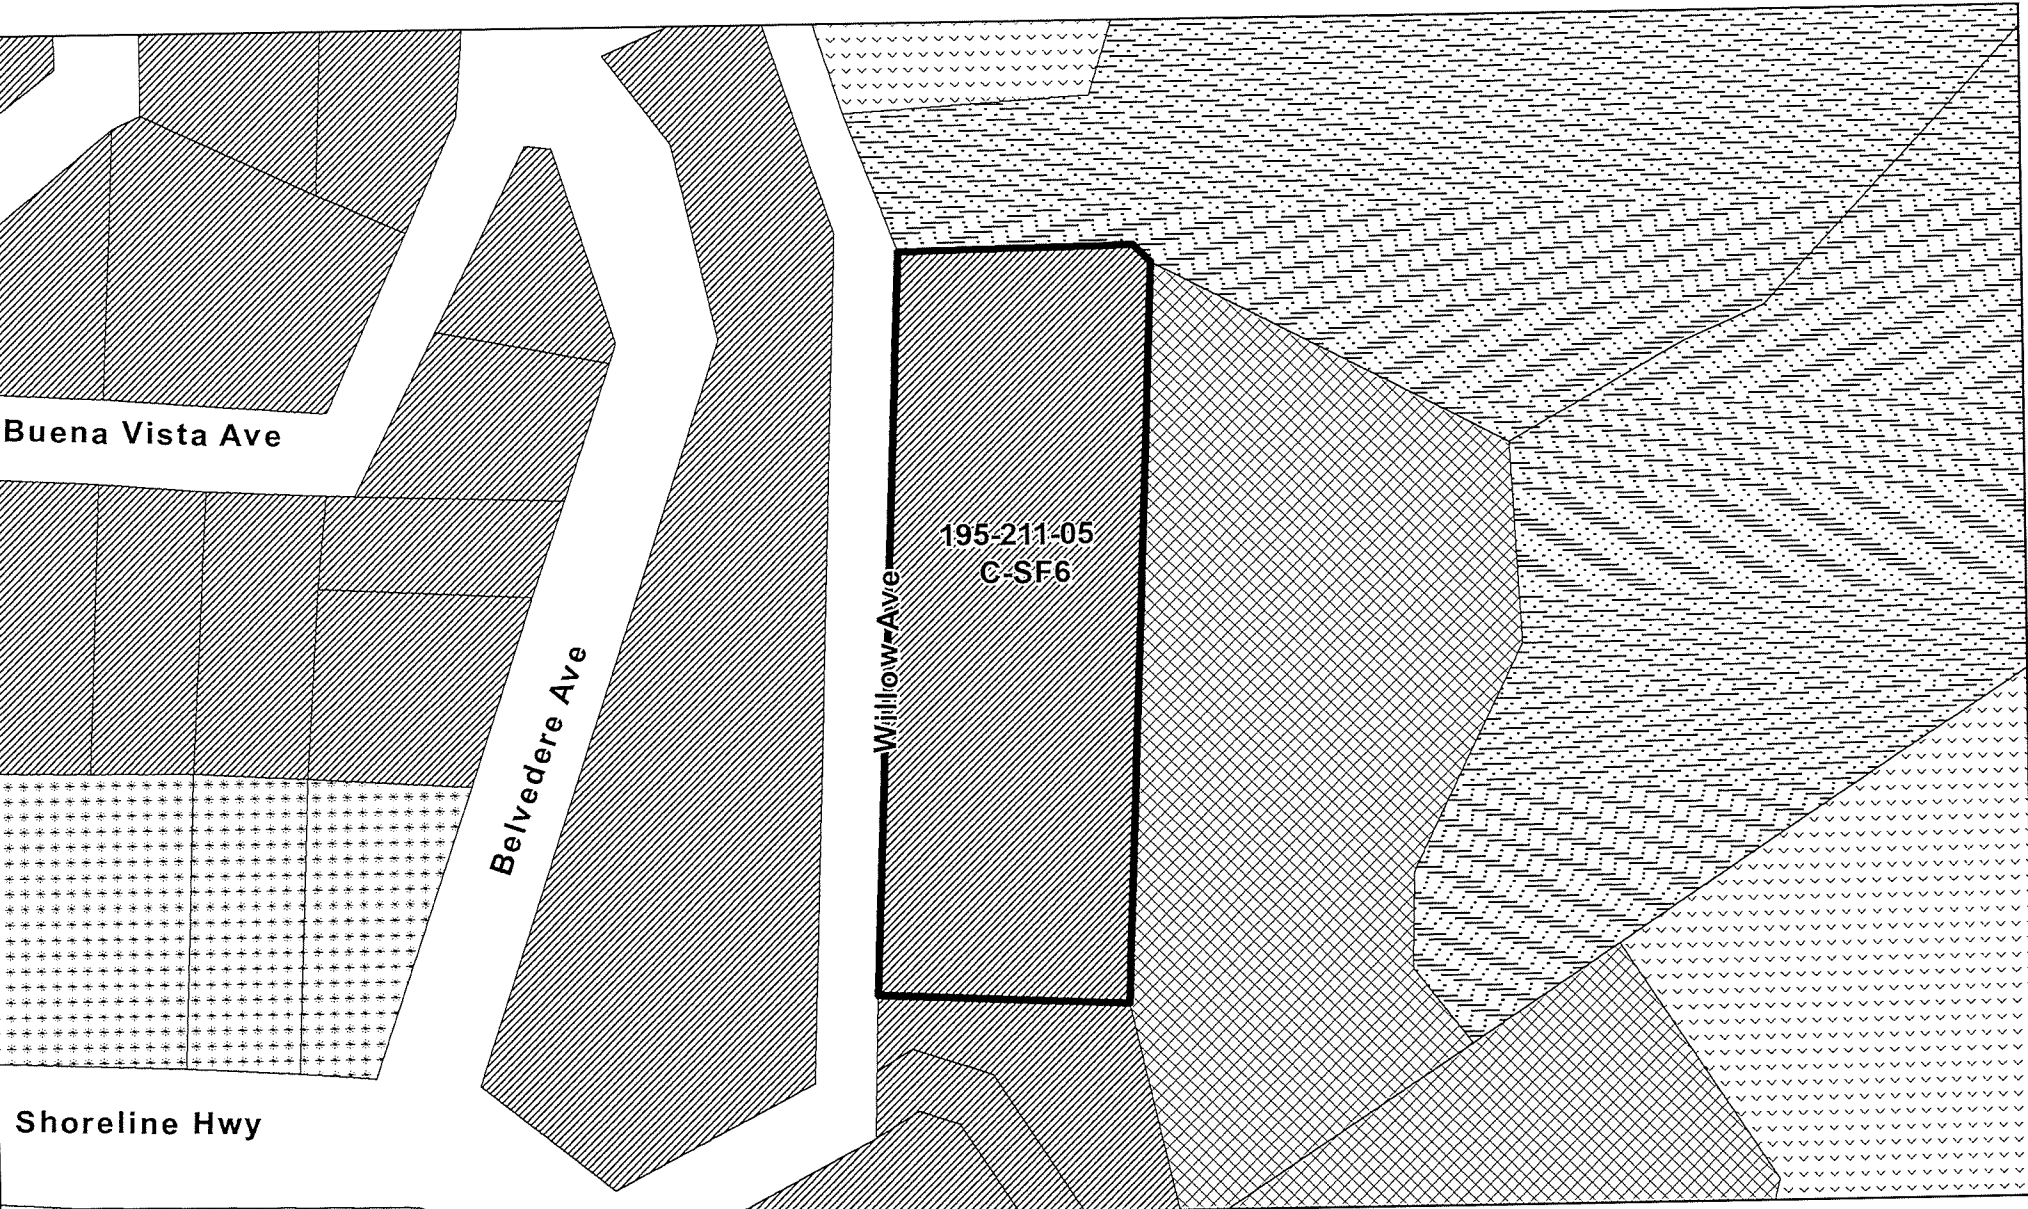 Buena Vista Ave
195-211-05
C-SF6
Willow Ave
Belvedere Ave
Shoreline Hwy